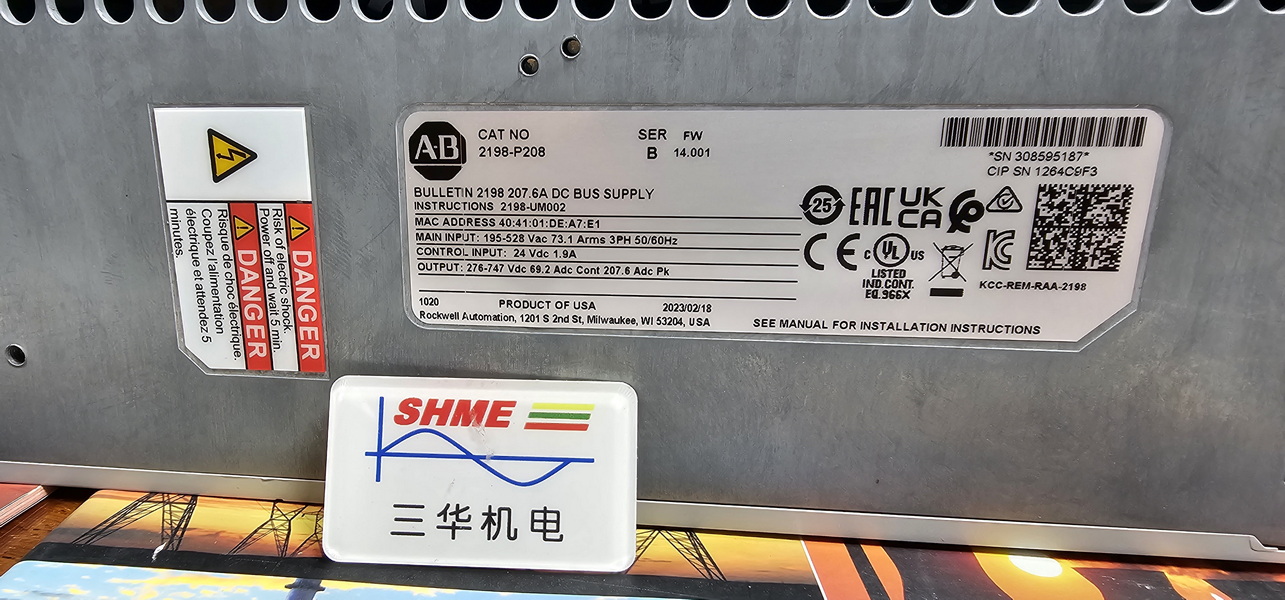 DANGER
Risk of electric shock.
Power off and wait 5 min.
DANGER
Risque de choc électrique.
Coupez l'alimentation
électrique et attendez 5
minutes.
AB
CAT NO
2198-P208
SER FW
B 14.001
*SN 308595187*
CIP SN 1264C9F3
BULLETIN 2198 207.6A DC BUS SUPPLY
INSTRUCTIONS 2198-UM002
MAC ADDRESS 40:41:01:DE:A7:E1
MAIN INPUT: 195-528 Vac 73.1 Arms 3PH 50/60Hz
CONTROL INPUT: 24 Vdc 1.9A
OUTPUT: 276-747 Vdc 69.2 Adc Cont 207.6 Adc Pk
1020 PRODUCT OF USA 2023/02/18
Rockwell Automation, 1201 S 2nd St, Milwaukee, WI 53204, USA
25 EAC UK CA
CE C UL US
LISTED
IND.CONT.
EQ.966X
KC
KCC-REM-RAA-2198
SEE MANUAL FOR INSTALLATION INSTRUCTIONS
SHME
三华机电